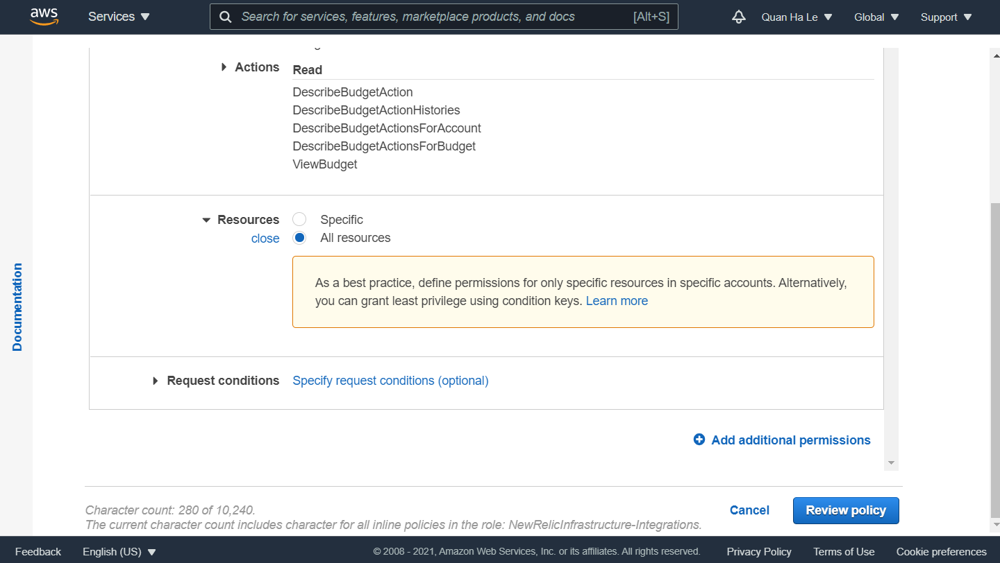 aws
Services
Search for services, features, marketplace products, and docs
[Alt+S]
Quan Ha Le
Global
Support
Documentation
Actions
Read
DescribeBudgetAction
DescribeBudgetActionHistories
DescribeBudgetActionsForAccount
DescribeBudgetActionsForBudget
ViewBudget
Resources
close
Specific
All resources
As a best practice, define permissions for only specific resources in specific accounts. Alternatively,
you can grant least privilege using condition keys. Learn more
Request conditions
Specify request conditions (optional)
Add additional permissions
Character count: 280 of 10,240.
The current character count includes character for all inline policies in the role: NewRelicInfrastructure-Integrations.
Cancel
Review policy
Feedback
English (US)
© 2008 - 2021, Amazon Web Services, Inc. or its affiliates. All rights reserved.
Privacy Policy
Terms of Use
Cookie preferences